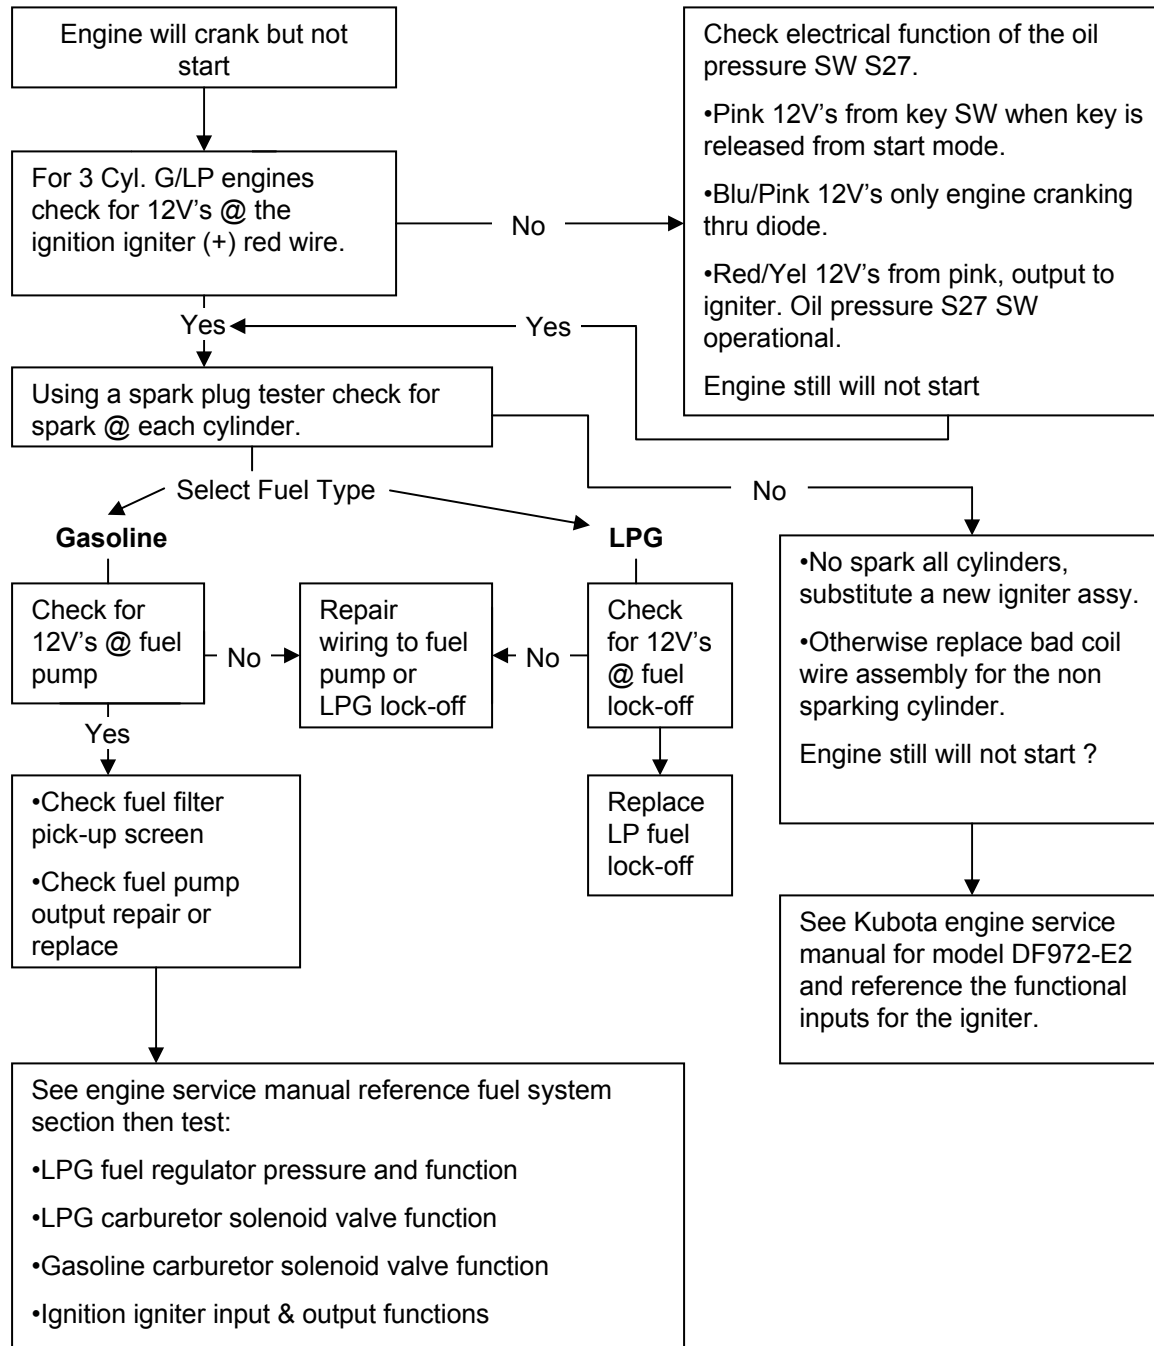 Engine will crank but not
start
Check electrical function of the oil
pressure SW S27.
•Pink 12V's from key SW when key is
released from start mode.
•Blu/Pink 12V's only engine cranking
thru diode.
•Red/Yel 12V's from pink, output to
igniter. Oil pressure S27 SW
operational.
Engine still will not start
For 3 Cyl. G/LP engines
check for 12V's @ the
ignition igniter (+) red wire.
No
Yes
Yes
Using a spark plug tester check for
spark @ each cylinder.
Select Fuel Type
No
Gasoline
LPG
Check for
12V's @ fuel
pump
No
Repair
wiring to fuel
pump or
LPG lock-off
No
Check
for 12V's
@ fuel
lock-off
•No spark all cylinders,
substitute a new igniter assy.
•Otherwise replace bad coil
wire assembly for the non
sparking cylinder.
Engine still will not start ?
Yes
•Check fuel filter
pick-up screen
•Check fuel pump
output repair or
replace
Replace
LP fuel
lock-off
See Kubota engine service
manual for model DF972-E2
and reference the functional
inputs for the igniter.
See engine service manual reference fuel system
section then test:
•LPG fuel regulator pressure and function
•LPG carburetor solenoid valve function
•Gasoline carburetor solenoid valve function
•Ignition igniter input & output functions